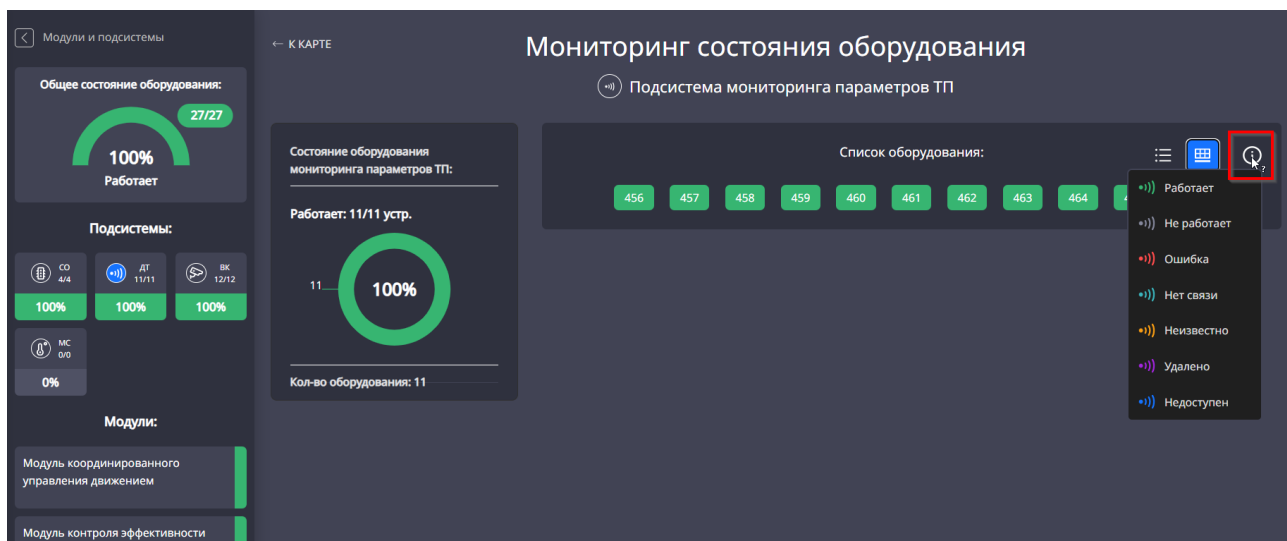 Модули и подсистемы
Общее состояние оборудования:
27/27
100%
Работает
Подсистемы:
СО
4/4
100%
ДТ
11/11
100%
ВК
12/12
100%
МС
0/0
0%
Модули:
Модуль координированного
управления движением
Модуль контроля эффективности
← К КАРТЕ
Мониторинг состояния оборудования
Подсистема мониторинга параметров ТП
Состояние оборудования
мониторинга параметров ТП:
Работает: 11/11 устр.
11
100%
Кол-во оборудования: 11
Список оборудования:
456 457 458 459 460 461 462 463 464
Работает
Не работает
Ошибка
Нет связи
Неизвестно
Удалено
Недоступен